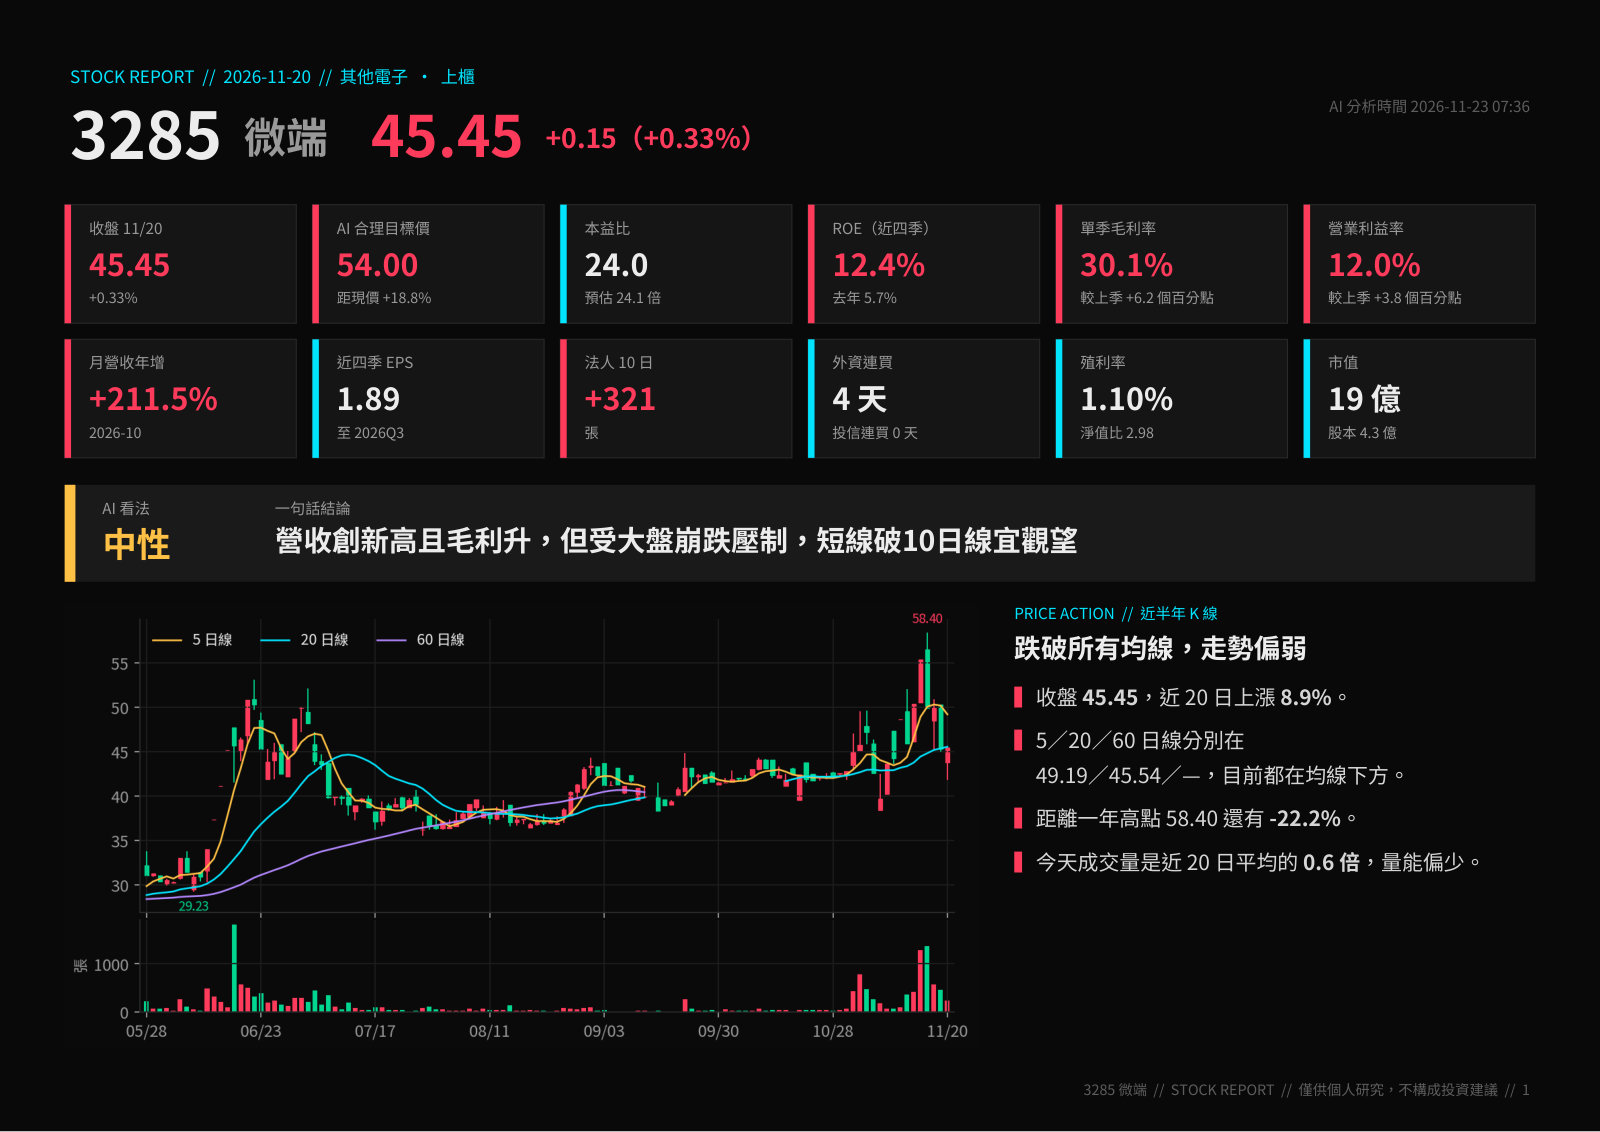 STOCK REPORT // 2026-11-20 // 其他電子 ・ 上櫃
AI 分析時間 2026-11-23 07:36
3285 微端 45.45 +0.15（+0.33%）
收盤 11/20
45.45
+0.33%
AI 合理目標價
54.00
距現價 +18.8%
本益比
24.0
預估 24.1 倍
ROE（近四季）
12.4%
去年 5.7%
單季毛利率
30.1%
較上季 +6.2 個百分點
營業利益率
12.0%
較上季 +3.8 個百分點
月營收年增
+211.5%
2026-10
近四季 EPS
1.89
至 2026Q3
法人 10 日
+321
張
外資連買
4 天
投信連買 0 天
殖利率
1.10%
淨值比 2.98
市值
19 億
股本 4.3 億
AI 看法
中性
一句話結論
營收創新高且毛利升，但受大盤崩跌壓制，短線破10日線宜觀望
5 日線 20 日線 60 日線
58.40
55
50
45
40
35
30
29.23
張 1000
0
05/28 06/23 07/17 08/11 09/03 09/30 10/28 11/20
PRICE ACTION // 近半年 K 線
跌破所有均線，走勢偏弱
收盤 45.45，近 20 日上漲 8.9%。
5／20／60 日線分別在
49.19／45.54／—，目前都在均線下方。
距離一年高點 58.40 還有 -22.2%。
今天成交量是近 20 日平均的 0.6 倍，量能偏少。
3285 微端 // STOCK REPORT // 僅供個人研究，不構成投資建議 // 1